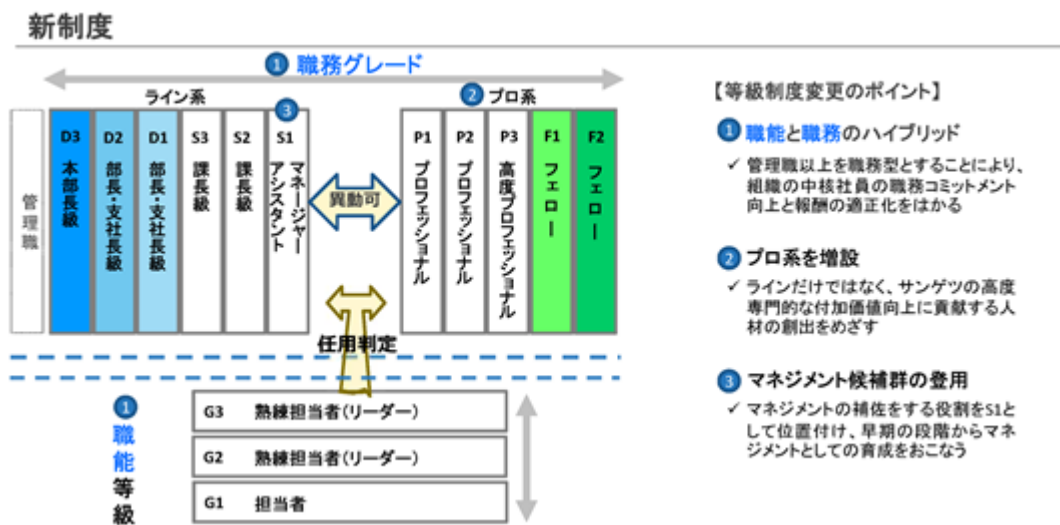 新制度
1 職務グレード
ライン系
2 プロ系
管理職
D3 本部長級
D2 部長・支社長級
D1 部長・支社長級
S3 課長級
S2 課長級
3
S1 マネージャー
アシスタント
異動可
P1 プロフェッショナル
P2 プロフェッショナル
P3 高度プロフェッショナル
F1 フェロー
F2 フェロー
任用判定
1 職能等級
G3 熟練担当者(リーダー)
G2 熟練担当者(リーダー)
G1 担当者
【等級制度変更のポイント】
1 職能と職務のハイブリッド
✓ 管理職以上を職務型とすることにより、
組織の中核社員の職務コミットメント
向上と報酬の適正化をはかる
2 プロ系を増設
✓ ラインだけではなく、サンゲツの高度
専門的な付加価値向上に貢献する人
材の創出をめざす
3 マネジメント候補群の登用
✓ マネジメントの補佐をする役割をS1と
して位置付け、早期の段階からマネ
ジメントとしての育成をおこなう